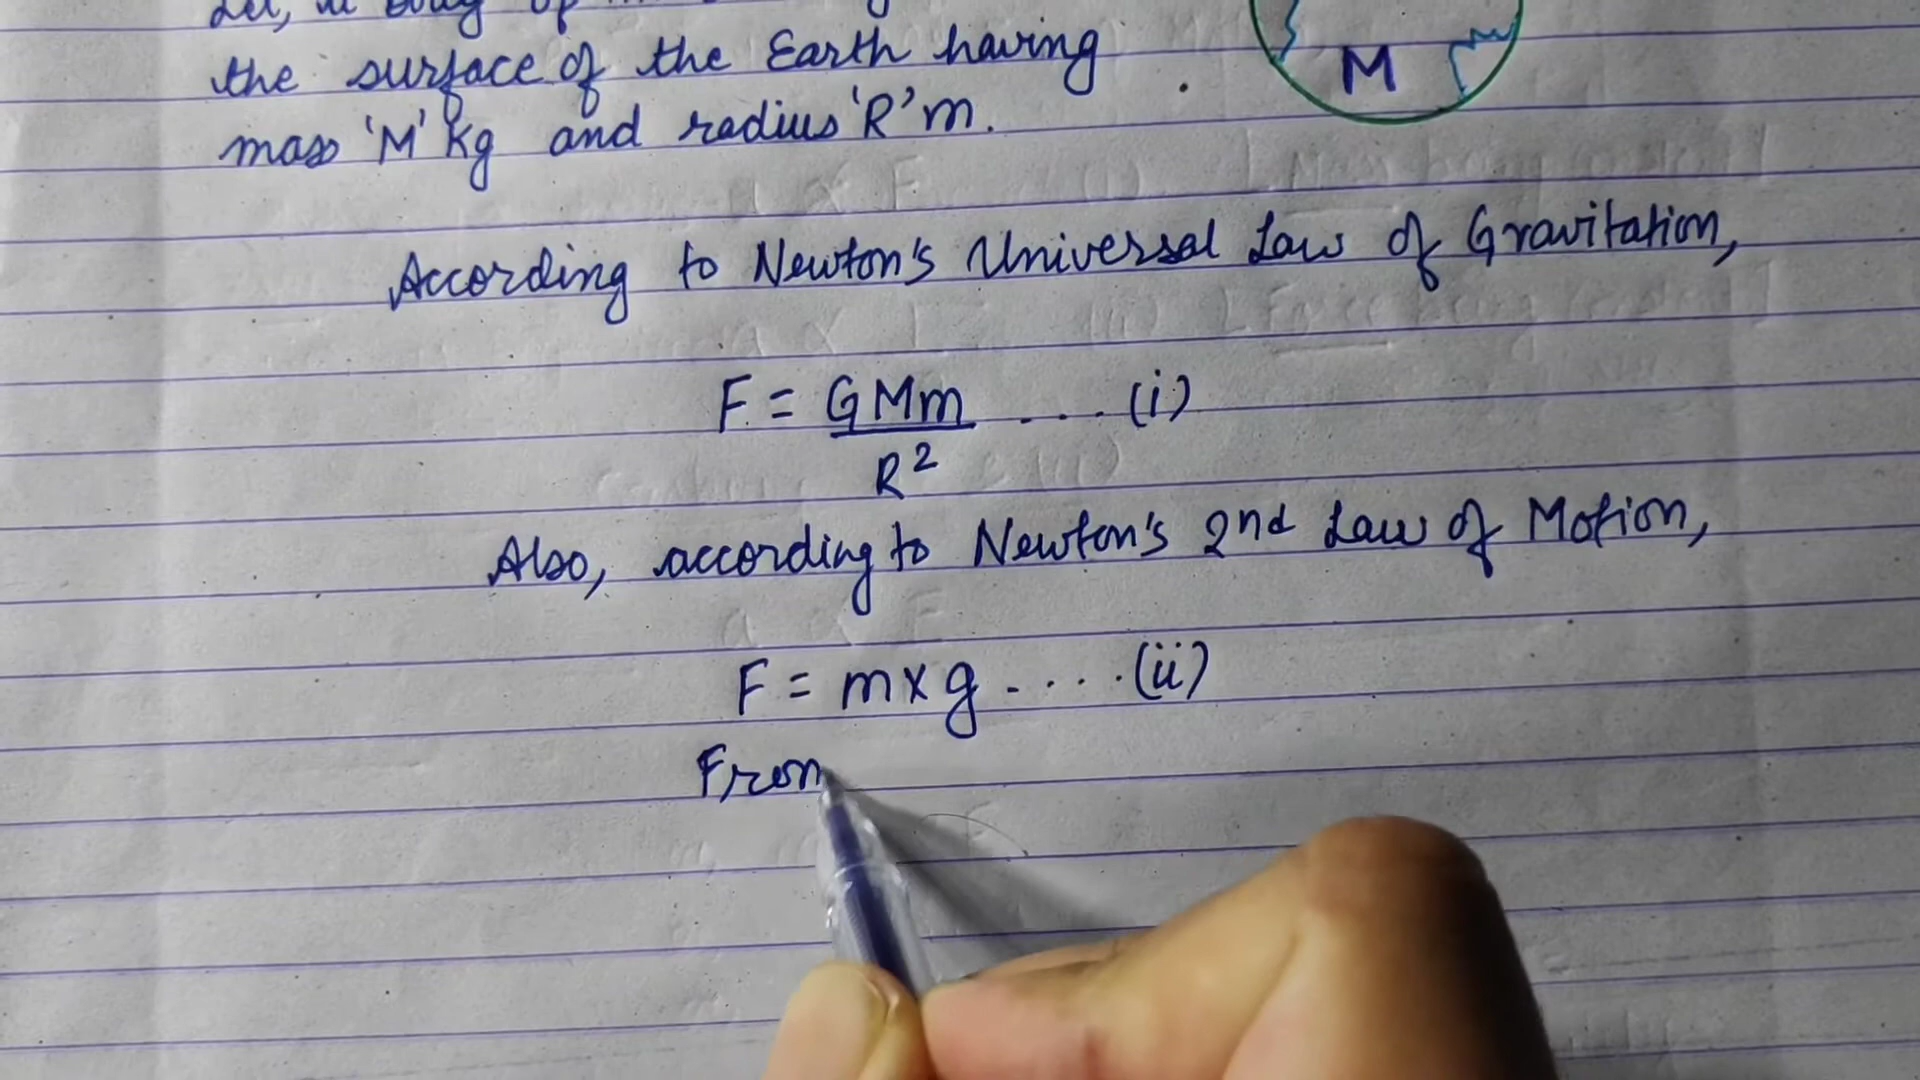 the surface of the Earth having
mass 'M' kg and radius 'R' m.
M
According to Newton's Universal Law of Gravitation,
F = GMm .... (i)
R²
Also, according to Newton's 2nd Law of Motion,
F = m x g ..... (ii)
From